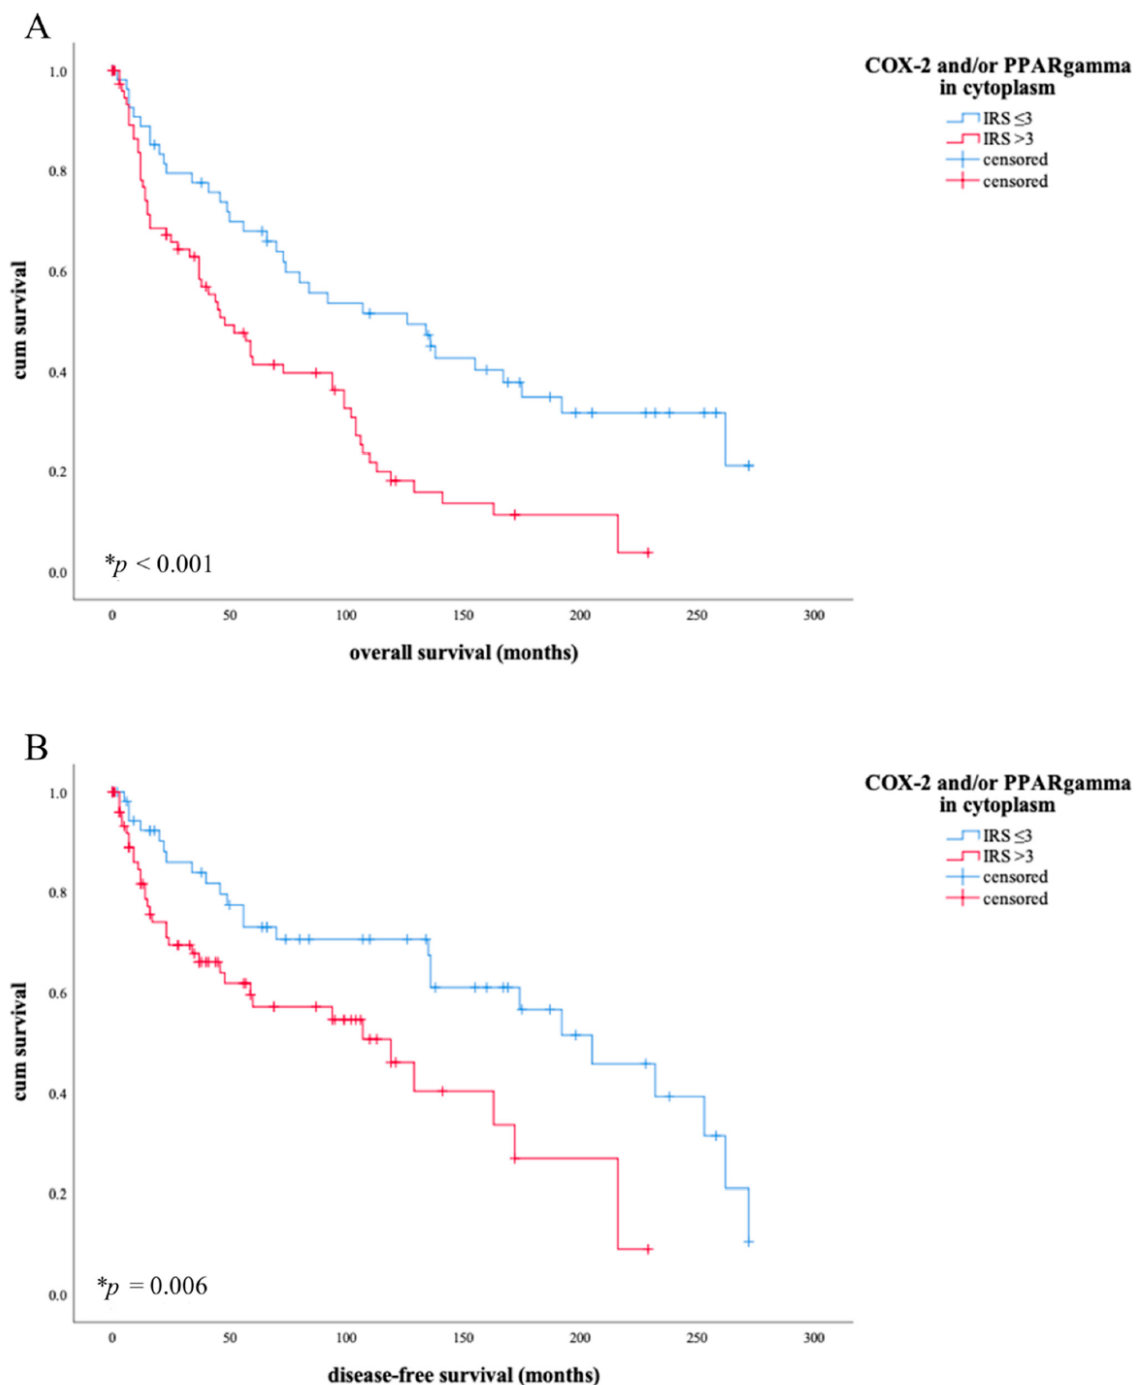 A
COX-2 and/or PPARgamma
in cytoplasm
IRS ≤3
IRS >3
censored
censored
1.0
0.8
0.6
0.4
0.2
0.0
cum survival
*p < 0.001
0 50 100 150 200 250 300
overall survival (months)
B
COX-2 and/or PPARgamma
in cytoplasm
IRS ≤3
IRS >3
censored
censored
1.0
0.8
0.6
0.4
0.2
0.0
cum survival
*p = 0.006
0 50 100 150 200 250 300
disease-free survival (months)